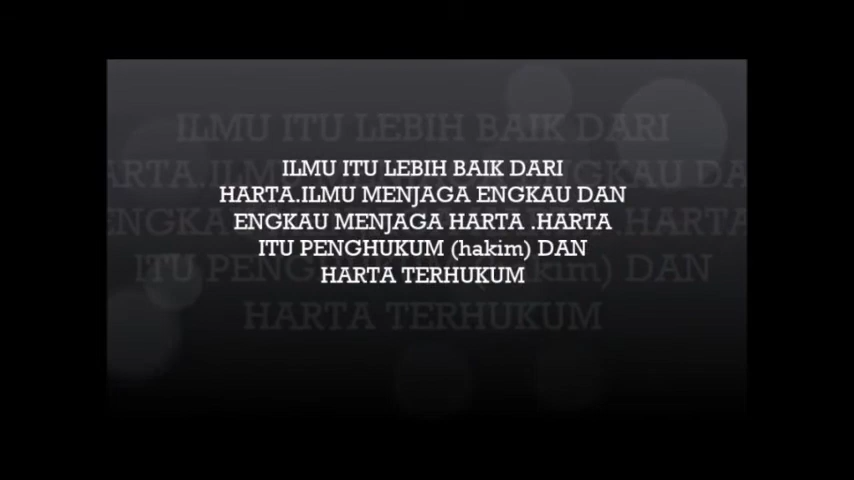 ILMU ITU LEBIH BAIK DARI
HARTA.ILMU MENJAGA ENGKAU DAN
ENGKAU MENJAGA HARTA .HARTA
ITU PENGHUKUM (hakim) DAN
HARTA TERHUKUM